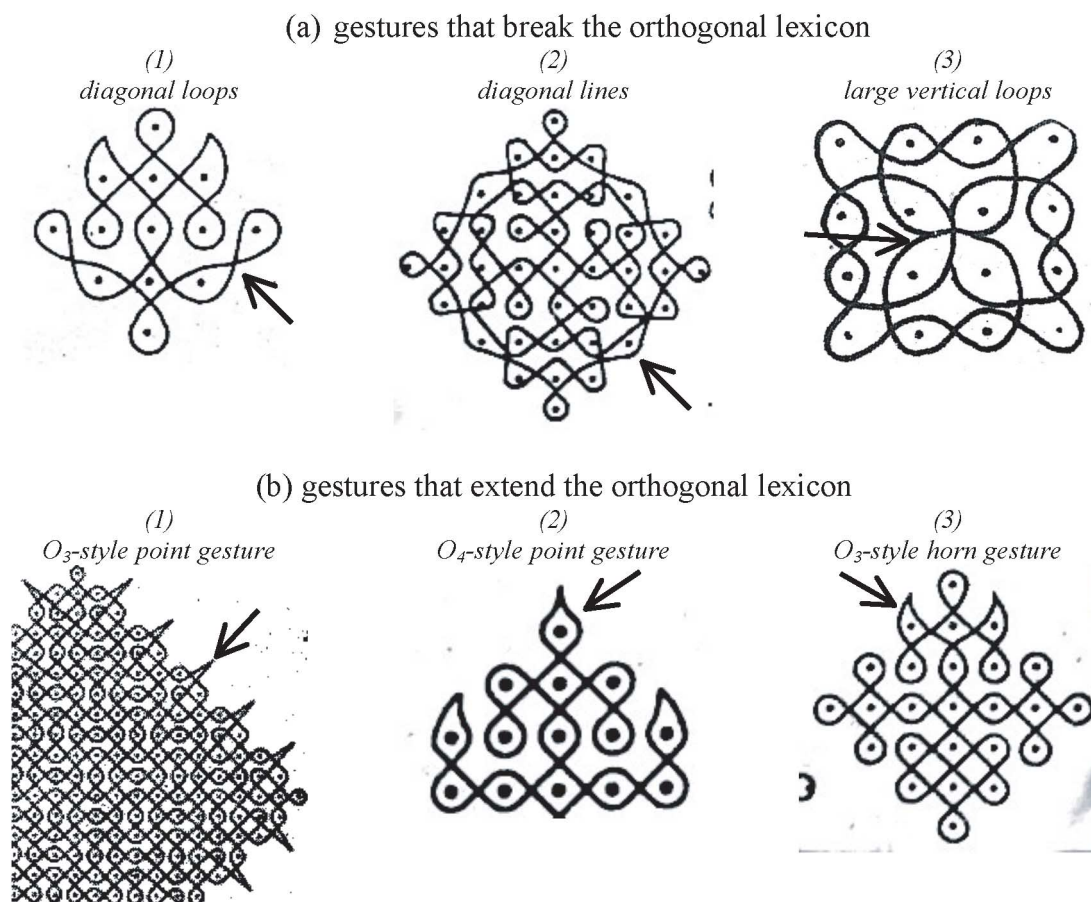 (a) gestures that break the orthogonal lexicon
(1)
diagonal loops
(2)
diagonal lines
(3)
large vertical loops
(b) gestures that extend the orthogonal lexicon
(1)
O₃-style point gesture
(2)
O₄-style point gesture
(3)
O₃-style horn gesture